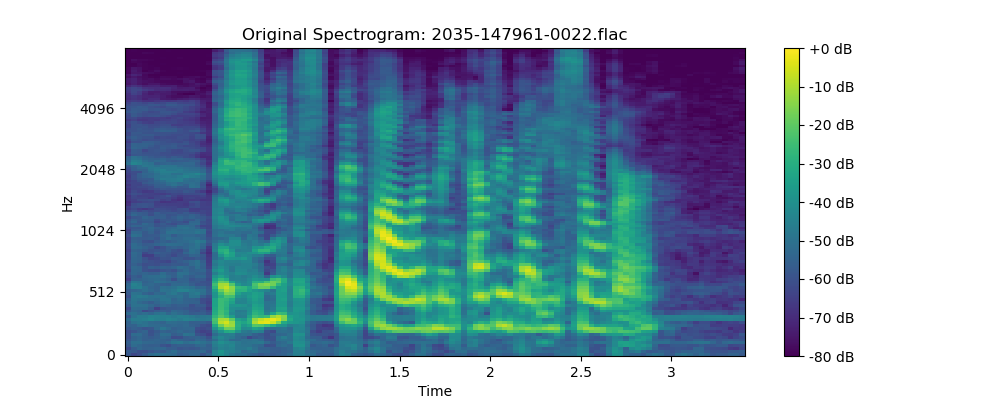 Original Spectrogram: 2035-147961-0022.flac
Hz
4096
2048
1024
512
0
0 0.5 1 1.5 2 2.5 3
Time
+0 dB
-10 dB
-20 dB
-30 dB
-40 dB
-50 dB
-60 dB
-70 dB
-80 dB